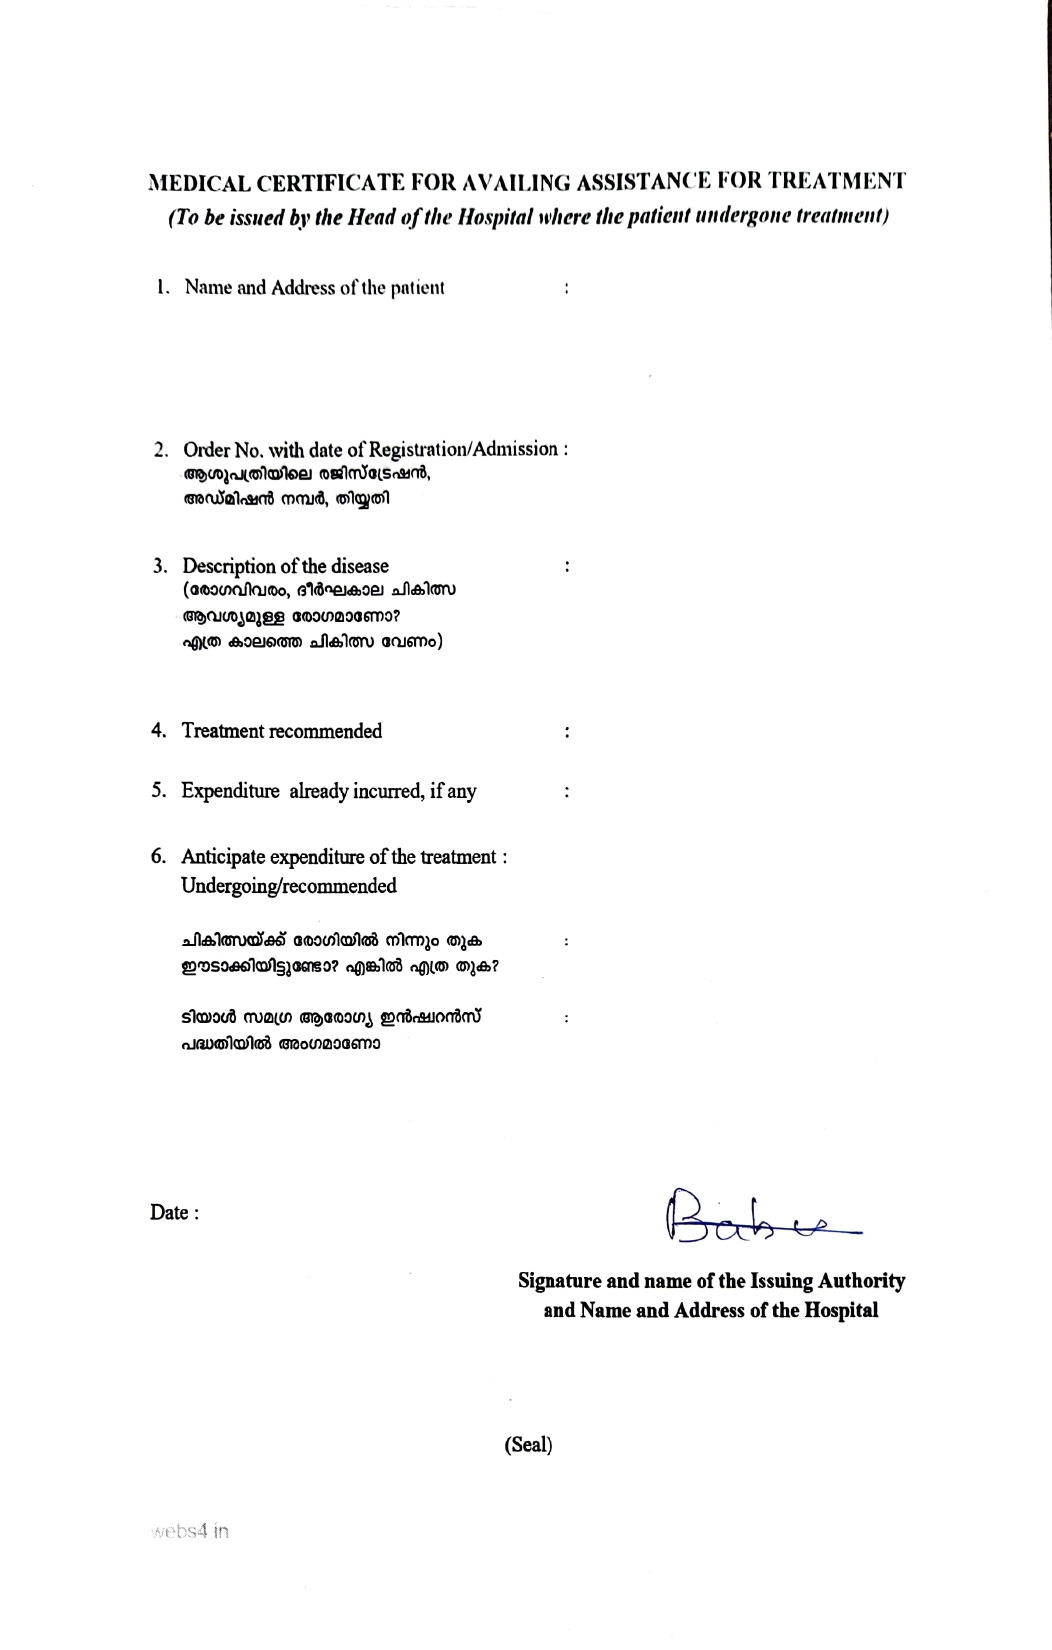 MEDICAL CERTIFICATE FOR AVAILING ASSISTANCE FOR TREATMENT
(To be issued by the Head of the Hospital where the patient undergone treatment)
1. Name and Address of the patient :
2. Order No. with date of Registration/Admission :
ആശുപത്രിയിലെ രജിസ്ട്രേഷൻ,
അഡ്മിഷൻ നമ്പർ, തിയ്യതി
3. Description of the disease :
(രോഗവിവരം, ദീർഘകാല ചികിത്സ
ആവശ്യമുള്ള രോഗമാണോ?
എത്ര കാലത്തെ ചികിത്സ വേണം)
4. Treatment recommended :
5. Expenditure already incurred, if any :
6. Anticipate expenditure of the treatment :
Undergoing/recommended
ചികിത്സയ്ക്ക് രോഗിയിൽ നിന്നും തുക :
ഈടാക്കിയിട്ടുണ്ടോ? എങ്കിൽ എത്ര തുക?
ടിയാൾ സമഗ്ര ആരോഗ്യ ഇൻഷുറൻസ് :
പദ്ധതിയിൽ അംഗമാണോ
Date :
Babu
Signature and name of the Issuing Authority
and Name and Address of the Hospital
(Seal)
webs4 in